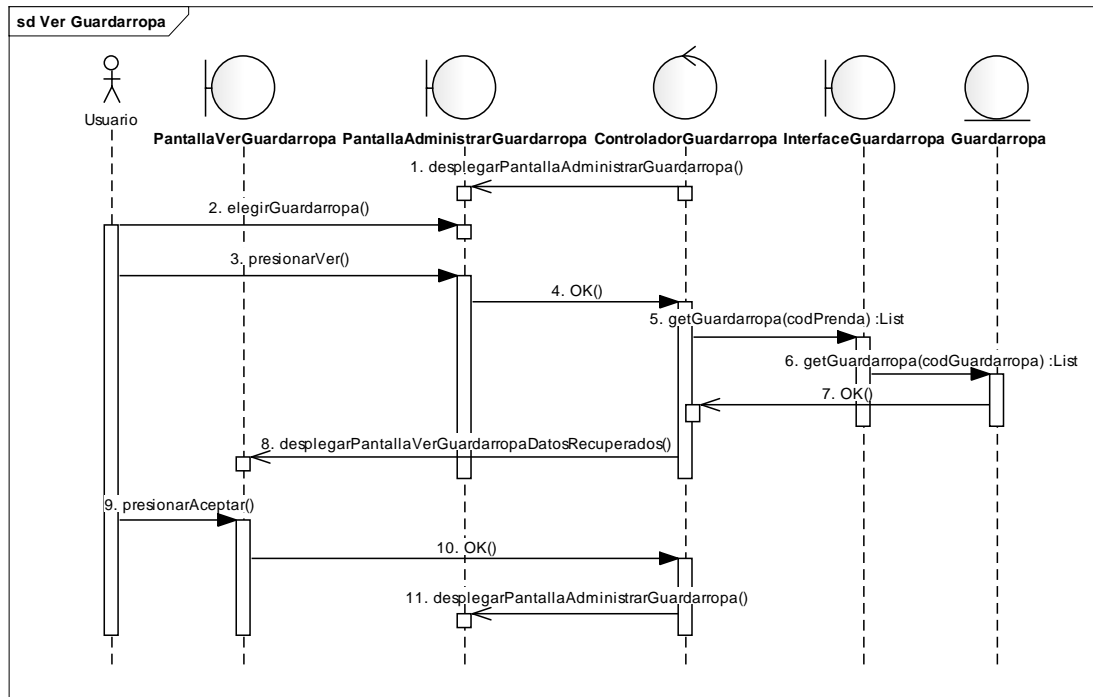 sd Ver Guardarropa
Usuario
PantallaVerGuardarropa
PantallaAdministrarGuardarropa
ControladorGuardarropa
InterfaceGuardarropa
Guardarropa
1. desplegarPantallaAdministrarGuardarropa()
2. elegirGuardarropa()
3. presionarVer()
4. OK()
5. getGuardarropa(codPrenda) :List
6. getGuardarropa(codGuardarropa) :List
7. OK()
8. desplegarPantallaVerGuardarropaDatosRecuperados()
9. presionarAceptar()
10. OK()
11. desplegarPantallaAdministrarGuardarropa()